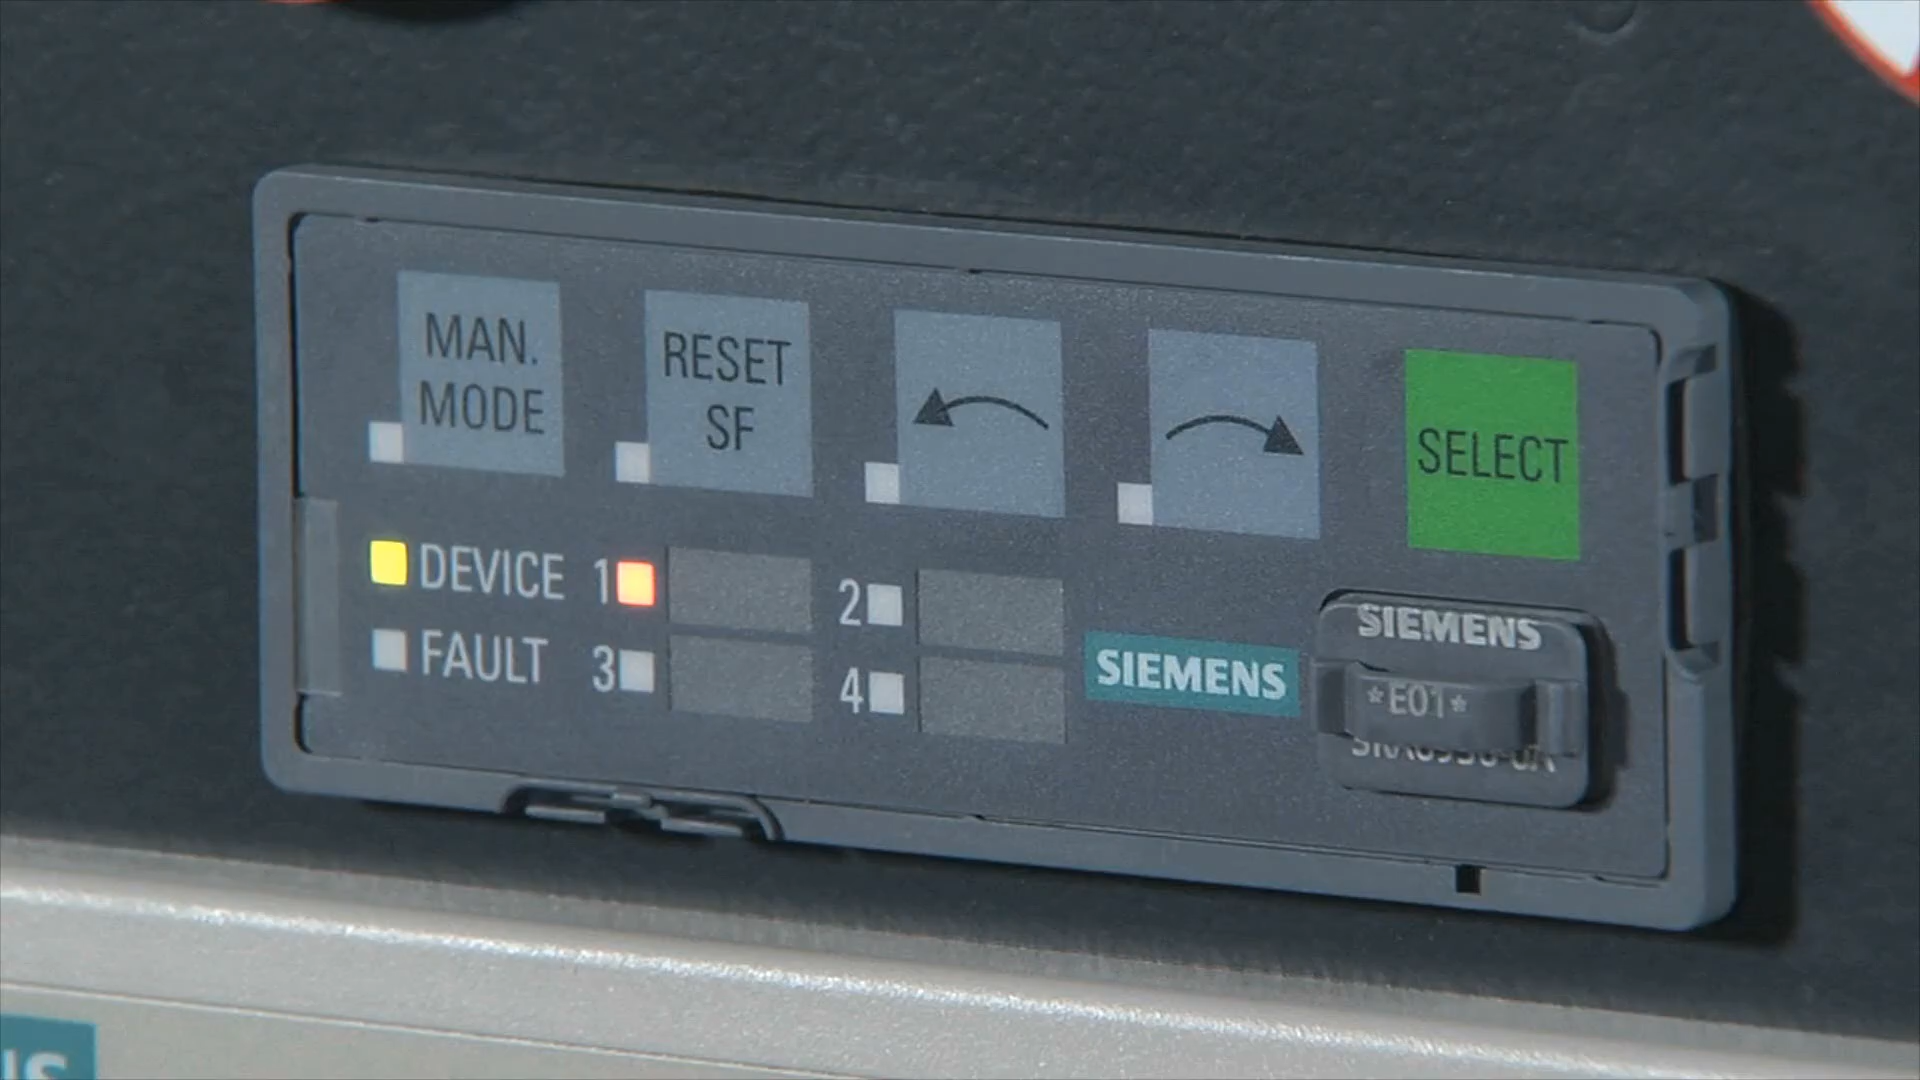 MAN.
MODE
RESET
SF
SELECT
DEVICE 1
2
FAULT 3
4
SIEMENS
SIEMENS
*E01*